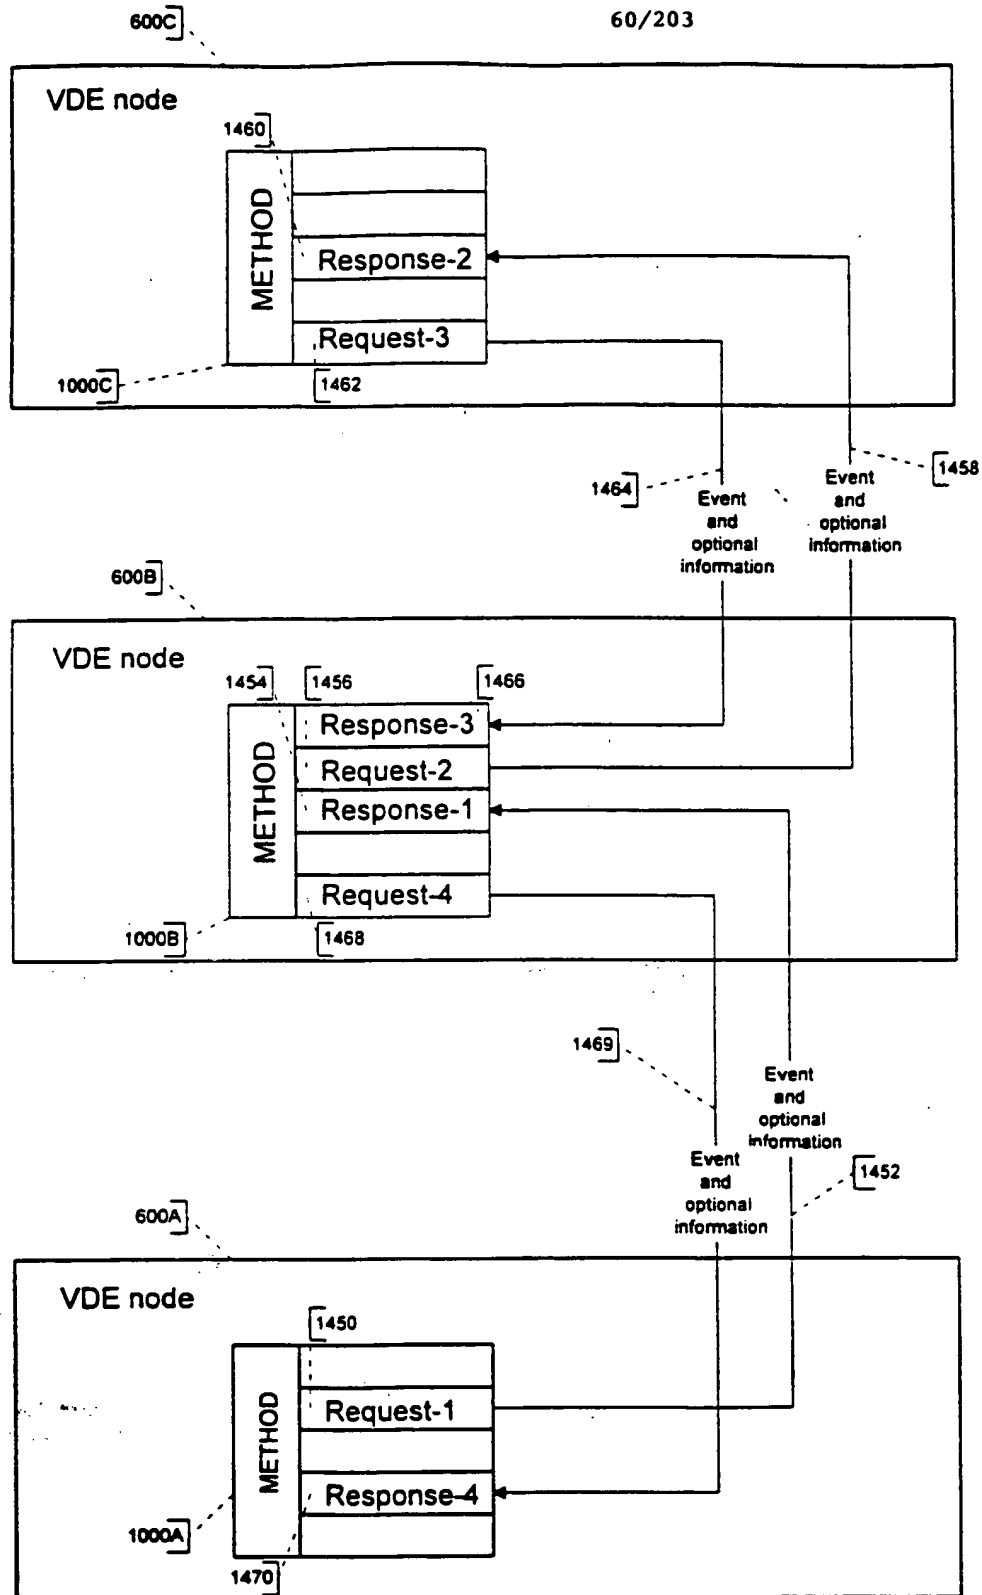 60/203
600C
VDE node
1460
METHOD
Response-2
Request-3
1000C
1462
1464
1458
Event
and
optional
information
Event
and
optional
information
600B
VDE node
1454
1456
1466
METHOD
Response-3
Request-2
Response-1
Request-4
1000B
1468
1469
Event
and
optional
information
Event
and
optional
information
1452
600A
VDE node
1450
METHOD
Request-1
Response-4
1000A
1470